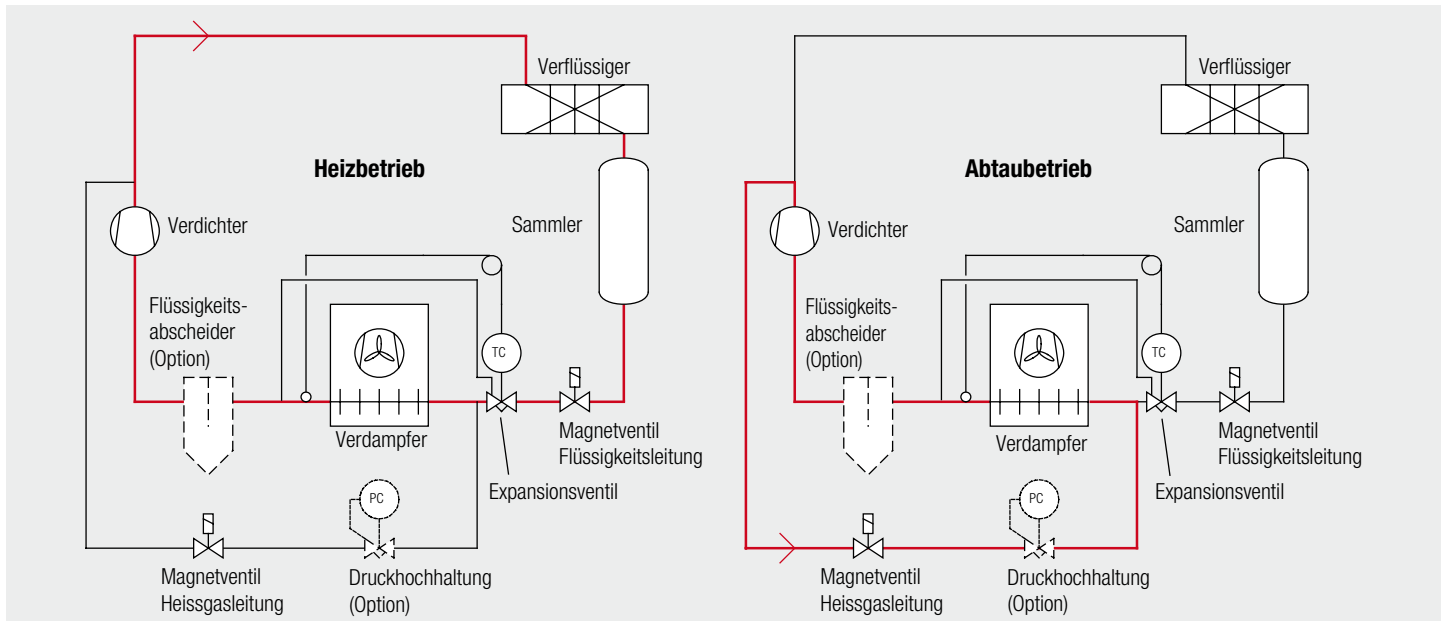 Verflüssiger
Heizbetrieb
Verdichter
Sammler
Flüssigkeits-
abscheider
(Option)
TC
Verdampfer
Magnetventil
Flüssigkeitsleitung
Expansionsventil
PC
Magnetventil
Heissgasleitung
Druckhochhaltung
(Option)
Verflüssiger
Abtaubetrieb
Verdichter
Sammler
Flüssigkeits-
abscheider
(Option)
TC
Verdampfer
Magnetventil
Flüssigkeitsleitung
Expansionsventil
PC
Magnetventil
Heissgasleitung
Druckhochhaltung
(Option)